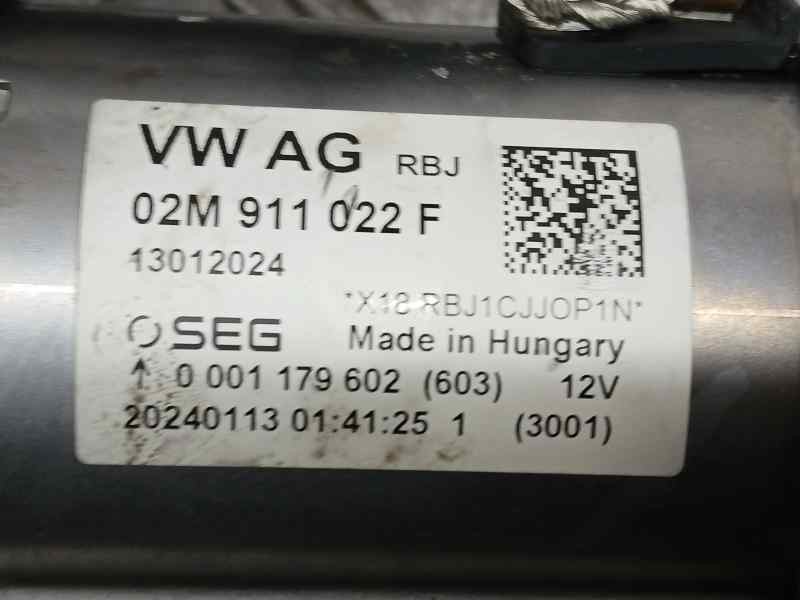 VW AG RBJ
02M 911 022 F
13012024
*X18 RBJ1CJJOP1N*
SEG Made in Hungary
↑ 0 001 179 602 (603) 12V
20240113 01:41:25 1 (3001)